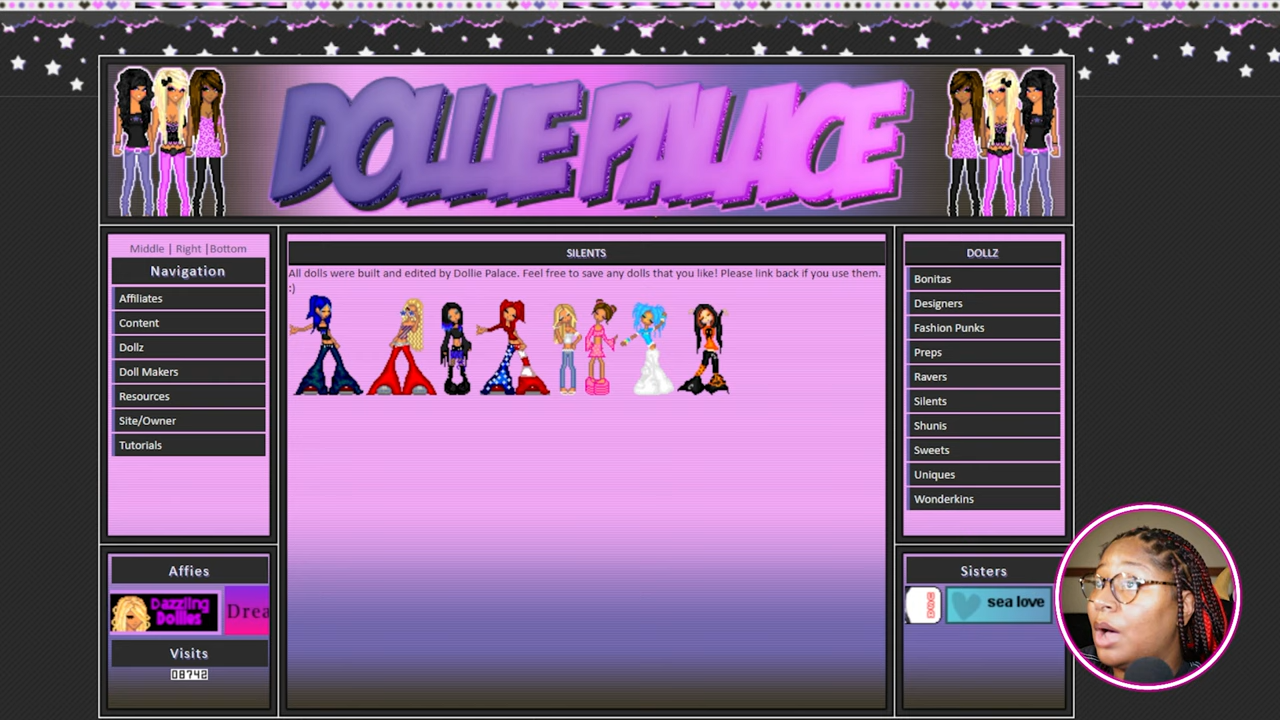 DOLLIE PALACE
Middle | Right |Bottom
Navigation
Affiliates
Content
Dollz
Doll Makers
Resources
Site/Owner
Tutorials
SILENTS
All dolls were built and edited by Dollie Palace. Feel free to save any dolls that you like! Please link back if you use them.
:)
DOLLZ
Bonitas
Designers
Fashion Punks
Preps
Ravers
Silents
Shunis
Sweets
Uniques
Wonderkins
Affies
Dazzling
Dollies
Drea
Visits
08742
Sisters
sea love